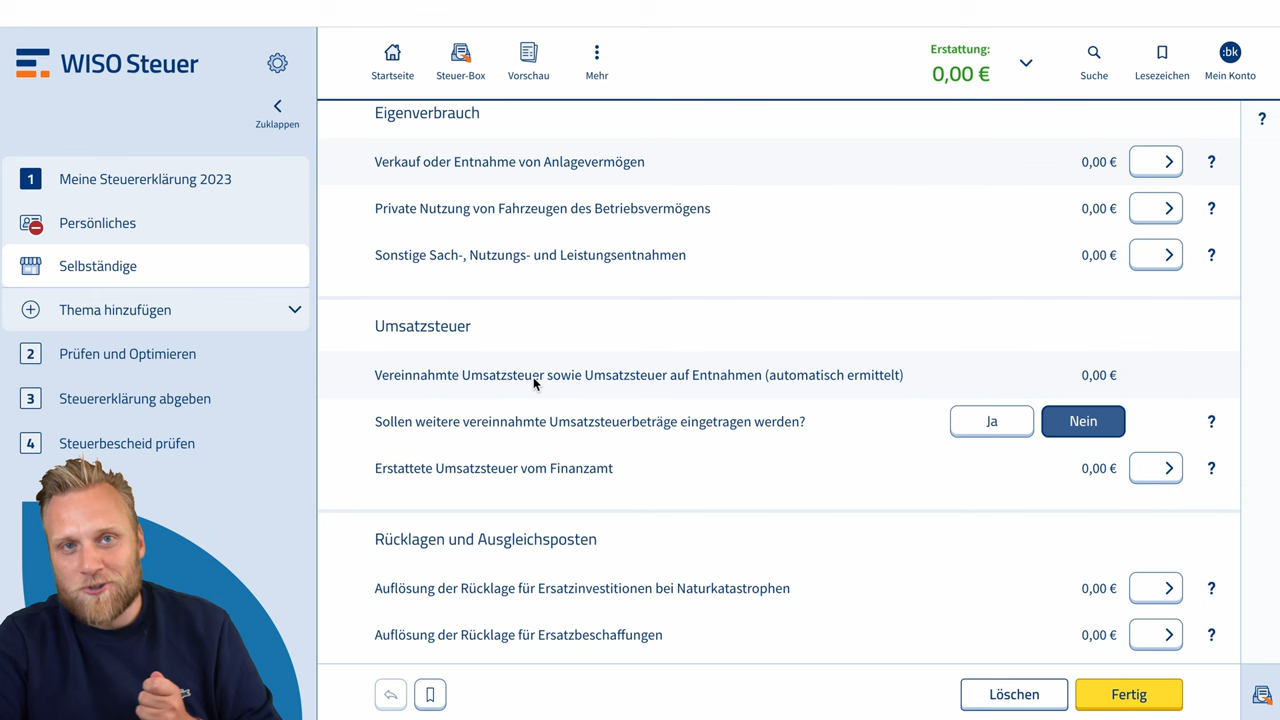 WISO Steuer
Zuklappen
1 Meine Steuererklärung 2023
Persönliches
Selbständige
Thema hinzufügen
2 Prüfen und Optimieren
3 Steuererklärung abgeben
4 Steuerbescheid prüfen
Startseite
Steuer-Box
Vorschau
Mehr
Erstattung:
0,00 €
Suche
Lesezeichen
:bk
Mein Konto
?
Eigenverbrauch
Verkauf oder Entnahme von Anlagevermögen 0,00 € ?
Private Nutzung von Fahrzeugen des Betriebsvermögens 0,00 € ?
Sonstige Sach-, Nutzungs- und Leistungsentnahmen 0,00 € ?
Umsatzsteuer
Vereinnahmte Umsatzsteuer sowie Umsatzsteuer auf Entnahmen (automatisch ermittelt) 0,00 €
Sollen weitere vereinnahmte Umsatzsteuerbeträge eingetragen werden? Ja Nein ?
Erstattete Umsatzsteuer vom Finanzamt 0,00 € ?
Rücklagen und Ausgleichsposten
Auflösung der Rücklage für Ersatzinvestitionen bei Naturkatastrophen 0,00 € ?
Auflösung der Rücklage für Ersatzbeschaffungen 0,00 € ?
Löschen
Fertig